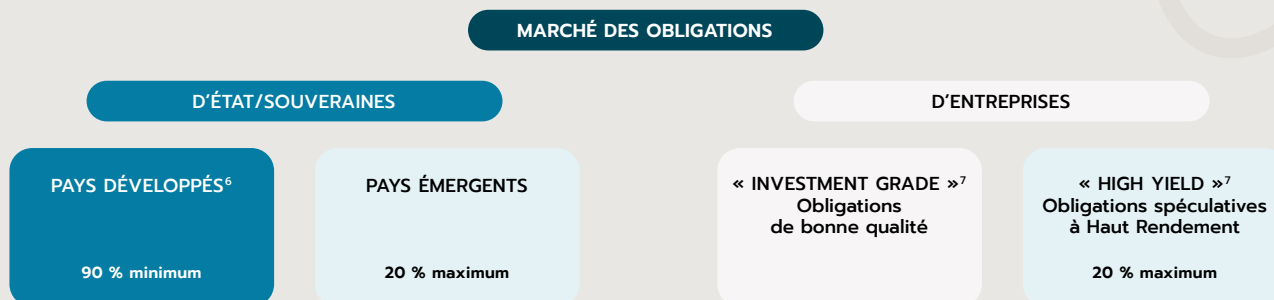 MARCHÉ DES OBLIGATIONS
D'ÉTAT/SOUVERAINES
D'ENTREPRISES
PAYS DÉVELOPPÉS⁶
90 % minimum
PAYS ÉMERGENTS
20 % maximum
« INVESTMENT GRADE »⁷
Obligations
de bonne qualité
« HIGH YIELD »⁷
Obligations spéculatives
à Haut Rendement
20 % maximum